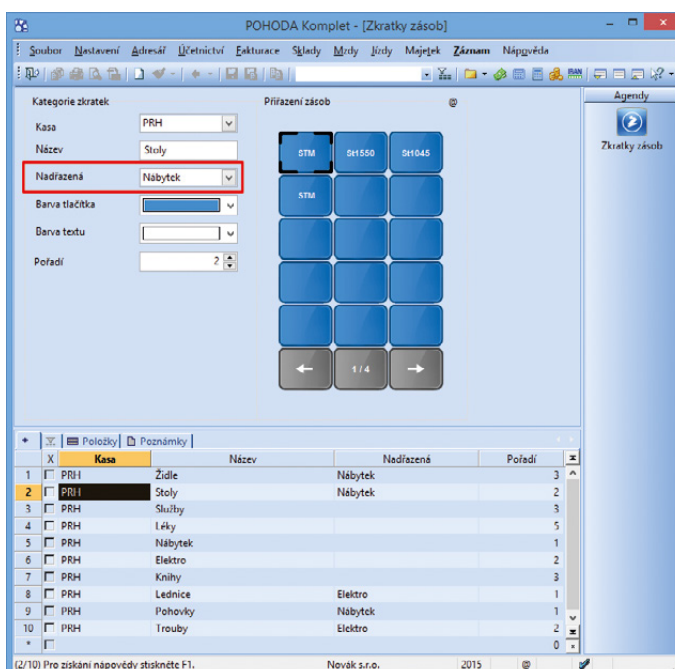 POHODA Komplet - [Zkratky zásob]
Soubor Nastavení Adresář Účetnictví Fakturace Sklady Mzdy Jízdy Majetek Záznam Nápověda
Kategorie zkratek Přiřazení zásob @
Kasa PRH
Název Stoly
Nadřazená Nábytek
Barva tlačítka
Barva textu
Pořadí 2
STM St1550 St1045
STM
1 / 4
Agendy
Zkratky zásob
Položky Poznámky
X Kasa Název Nadřazená Pořadí
1 PRH Židle Nábytek 3
2 PRH Stoly Nábytek 2
3 PRH Služby 3
4 PRH Léky 5
5 PRH Nábytek 1
6 PRH Elektro 2
7 PRH Knihy 3
8 PRH Lednice Elektro 1
9 PRH Pohovky Nábytek 1
10 PRH Trouby Elektro 2
* 0
(2/10) Pro získání nápovědy stiskněte F1. Novák s.r.o. 2015 @